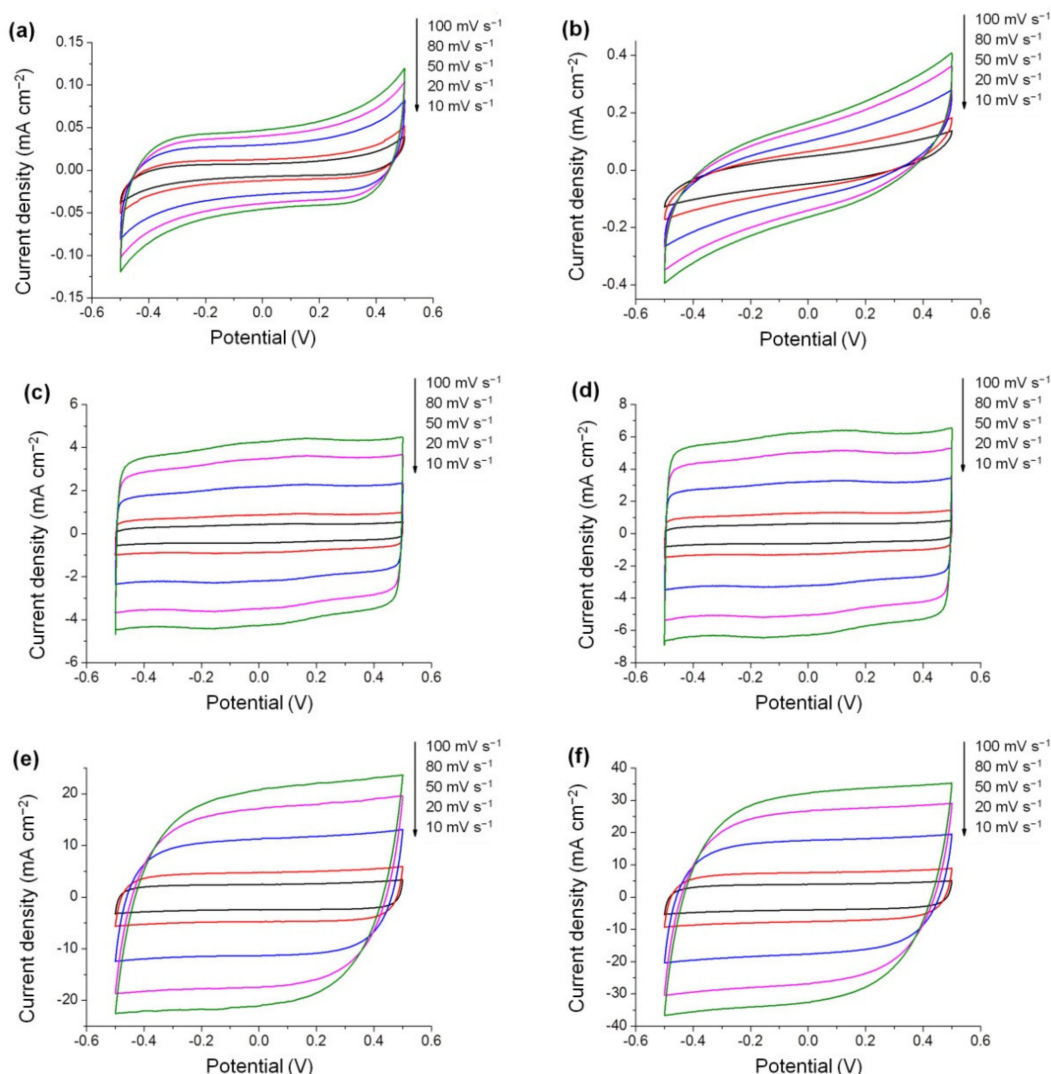 (a)
100 mV s⁻¹
80 mV s⁻¹
50 mV s⁻¹
20 mV s⁻¹
10 mV s⁻¹
0.15
0.10
0.05
0.00
-0.05
-0.10
-0.15
Current density (mA cm⁻²)
-0.6 -0.4 -0.2 0.0 0.2 0.4 0.6
Potential (V)
(b)
100 mV s⁻¹
80 mV s⁻¹
50 mV s⁻¹
20 mV s⁻¹
10 mV s⁻¹
0.4
0.2
0.0
-0.2
-0.4
Current density (mA cm⁻²)
-0.6 -0.4 -0.2 0.0 0.2 0.4 0.6
Potential (V)
(c)
100 mV s⁻¹
80 mV s⁻¹
50 mV s⁻¹
20 mV s⁻¹
10 mV s⁻¹
6
4
2
0
-2
-4
-6
Current density (mA cm⁻²)
-0.6 -0.4 -0.2 0.0 0.2 0.4 0.6
Potential (V)
(d)
100 mV s⁻¹
80 mV s⁻¹
50 mV s⁻¹
20 mV s⁻¹
10 mV s⁻¹
8
6
4
2
0
-2
-4
-6
-8
Current density (mA cm⁻²)
-0.6 -0.4 -0.2 0.0 0.2 0.4 0.6
Potential (V)
(e)
100 mV s⁻¹
80 mV s⁻¹
50 mV s⁻¹
20 mV s⁻¹
10 mV s⁻¹
20
10
0
-10
-20
Current density (mA cm⁻²)
-0.6 -0.4 -0.2 0.0 0.2 0.4 0.6
Potential (V)
(f)
100 mV s⁻¹
80 mV s⁻¹
50 mV s⁻¹
20 mV s⁻¹
10 mV s⁻¹
40
30
20
10
0
-10
-20
-30
-40
Current density (mA cm⁻²)
-0.6 -0.4 -0.2 0.0 0.2 0.4 0.6
Potential (V)